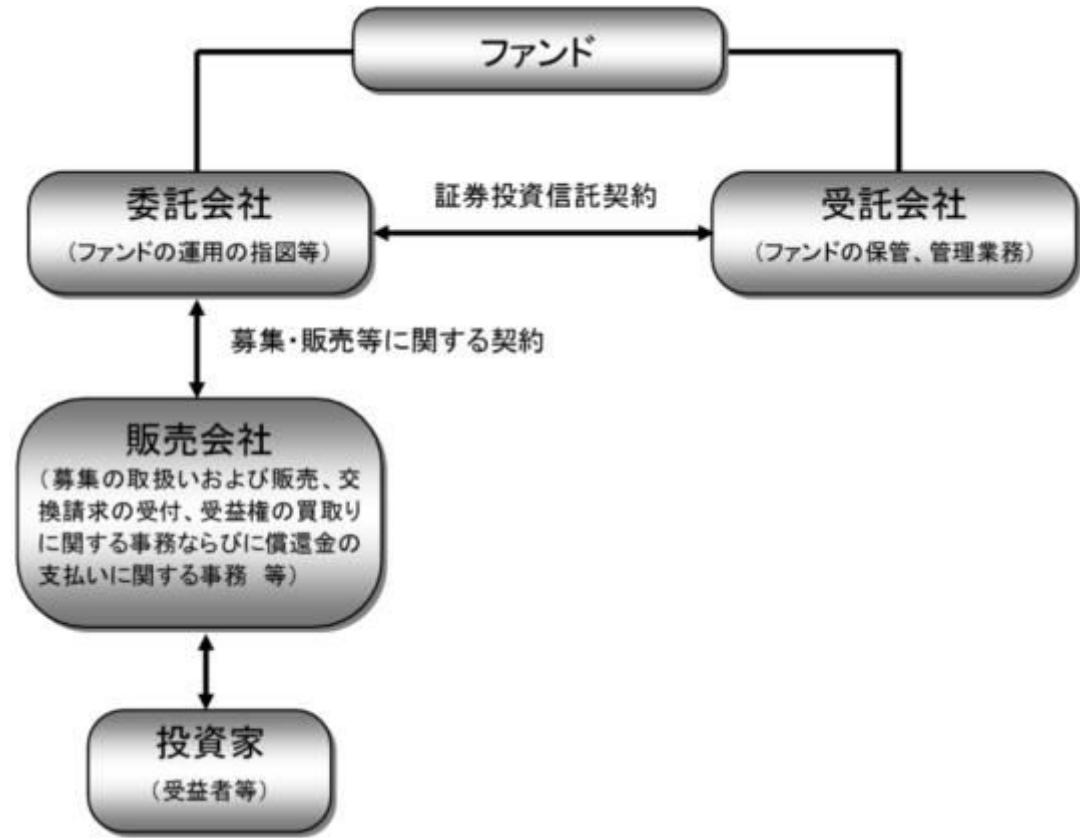 ファンド
委託会社
（ファンドの運用の指図等）
証券投資信託契約
受託会社
（ファンドの保管、管理業務）
募集・販売等に関する契約
販売会社
（募集の取扱いおよび販売、交
換請求の受付、受益権の買取り
に関する事務ならびに償還金の
支払いに関する事務　等）
投資家
（受益者等）